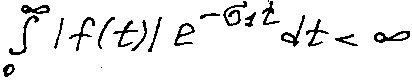 ∫₀^∞ |f(t)| e^{-σ₁t} dt < ∞